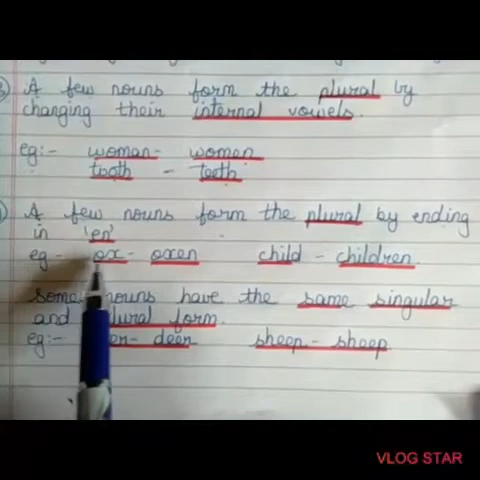 3) A few nouns form the plural by
changing their internal vowels.
eg:- woman - women
tooth - teeth
A few nouns form the plural by ending
in 'en'
eg - ox - oxen child - children.
Some nouns have the same singular
and plural form.
eg:- deer sheep - sheep
VLOG STAR